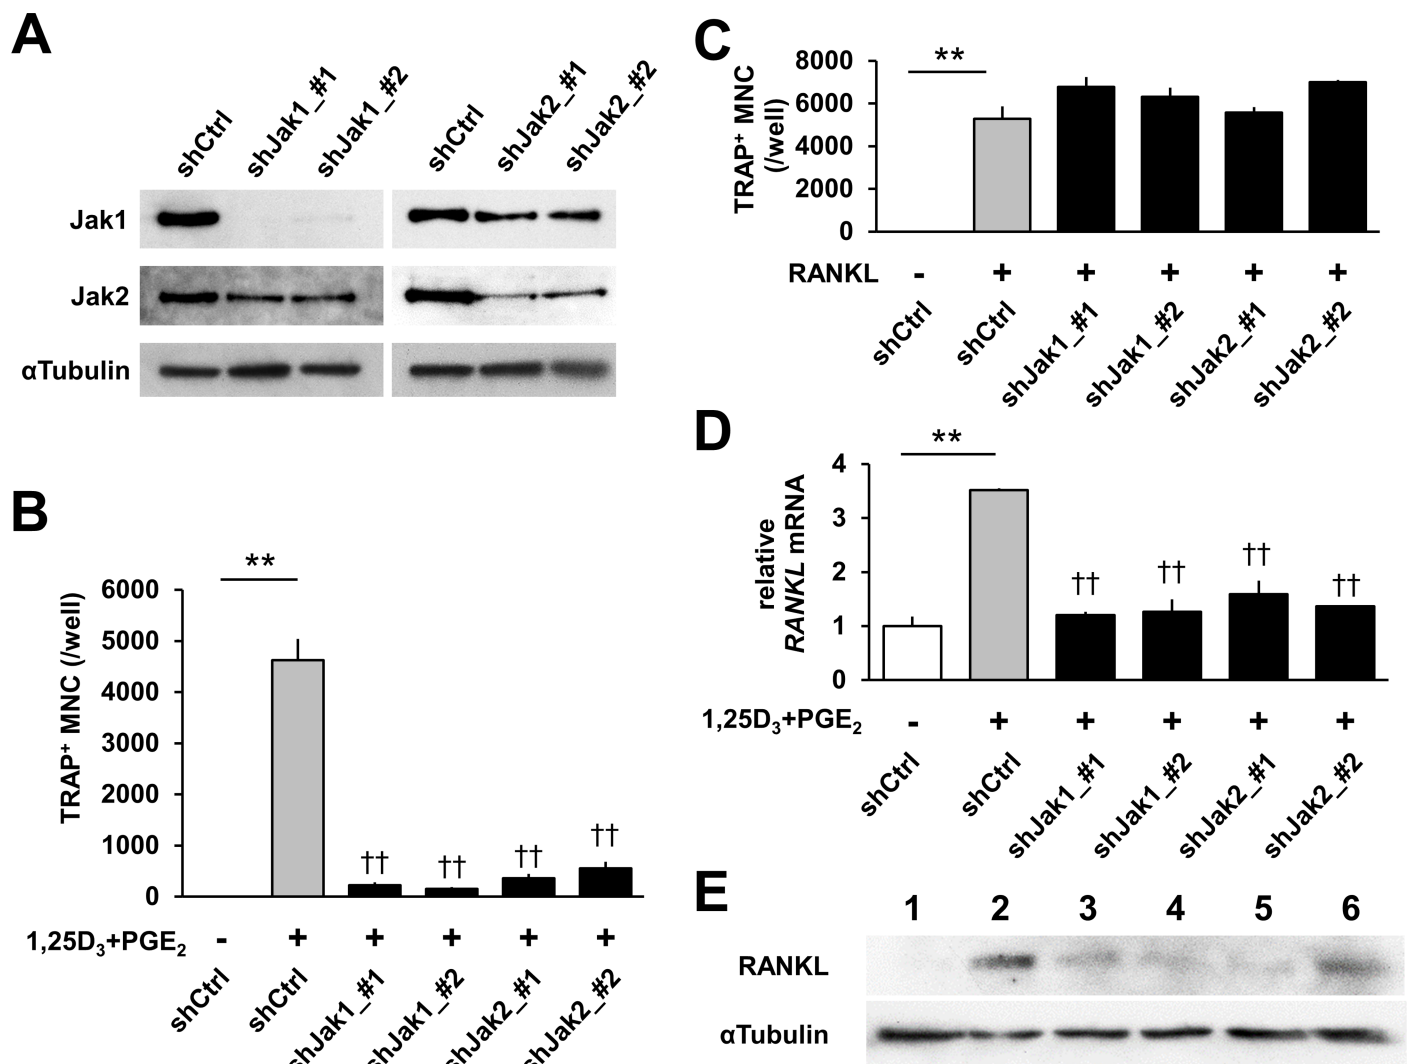 A
shCtrl
shJak1_#1
shJak1_#2
shCtrl
shJak2_#1
shJak2_#2
Jak1
Jak2
αTubulin
B
**
TRAP⁺ MNC (/well)
6000
5000
4000
3000
2000
1000
0
††
††
††
††
1,25D₃+PGE₂ - + + + + +
shCtrl
shCtrl
shJak1_#1
shJak1_#2
shJak2_#1
shJak2_#2
C
**
TRAP⁺ MNC
(/well)
8000
6000
4000
2000
0
RANKL - + + + + +
shCtrl
shCtrl
shJak1_#1
shJak1_#2
shJak2_#1
shJak2_#2
D
**
relative
RANKL mRNA
4
3
2
1
0
††
††
††
††
1,25D₃+PGE₂ - + + + + +
shCtrl
shCtrl
shJak1_#1
shJak1_#2
shJak2_#1
shJak2_#2
E
1 2 3 4 5 6
RANKL
αTubulin